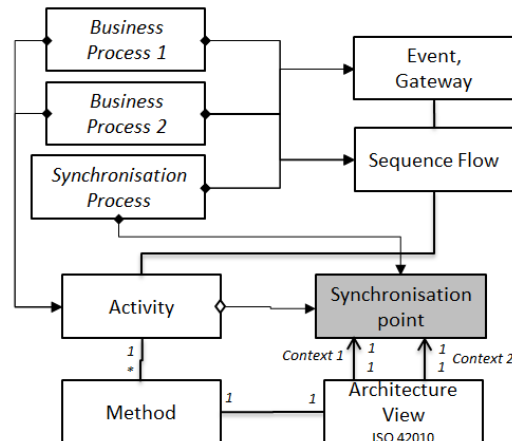 Business
Process 1
Event,
Gateway
Business
Process 2
Sequence Flow
Synchronisation
Process
Activity
Synchronisation
point
1
*
Context 1
1
1
1
1
Context 2
Method
1
1
Architecture
View
ISO 42010